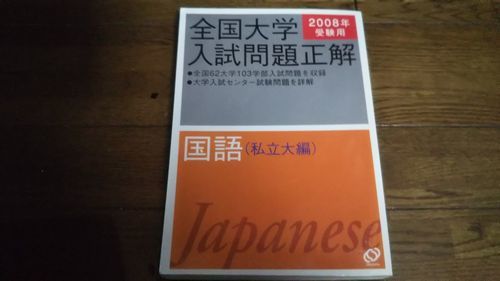 全国大学
2008年
受験用
入試問題正解
●全国62大学103学部入試問題を収録
●大学入試センター試験問題を詳解
国語(私立大編)
Japanese